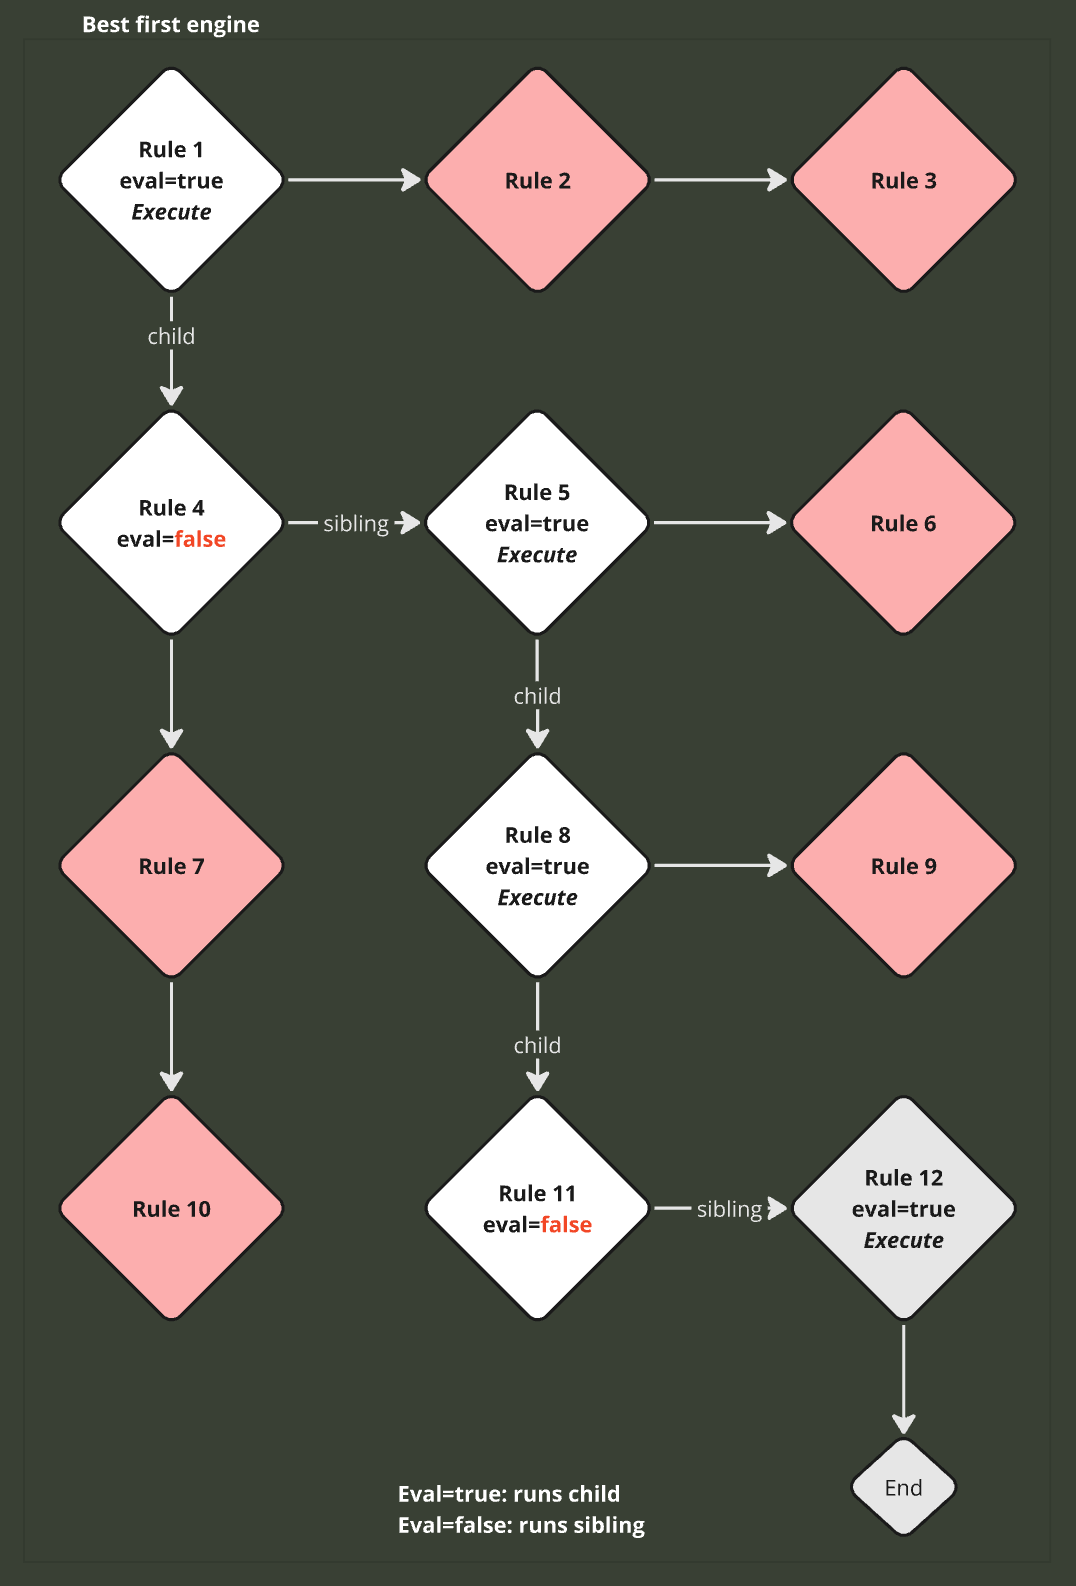 Best first engine
Rule 1
eval=true
Execute
Rule 2
Rule 3
child
Rule 4
eval=false
sibling
Rule 5
eval=true
Execute
Rule 6
child
Rule 7
Rule 8
eval=true
Execute
Rule 9
child
Rule 10
Rule 11
eval=false
sibling
Rule 12
eval=true
Execute
End
Eval=true: runs child
Eval=false: runs sibling